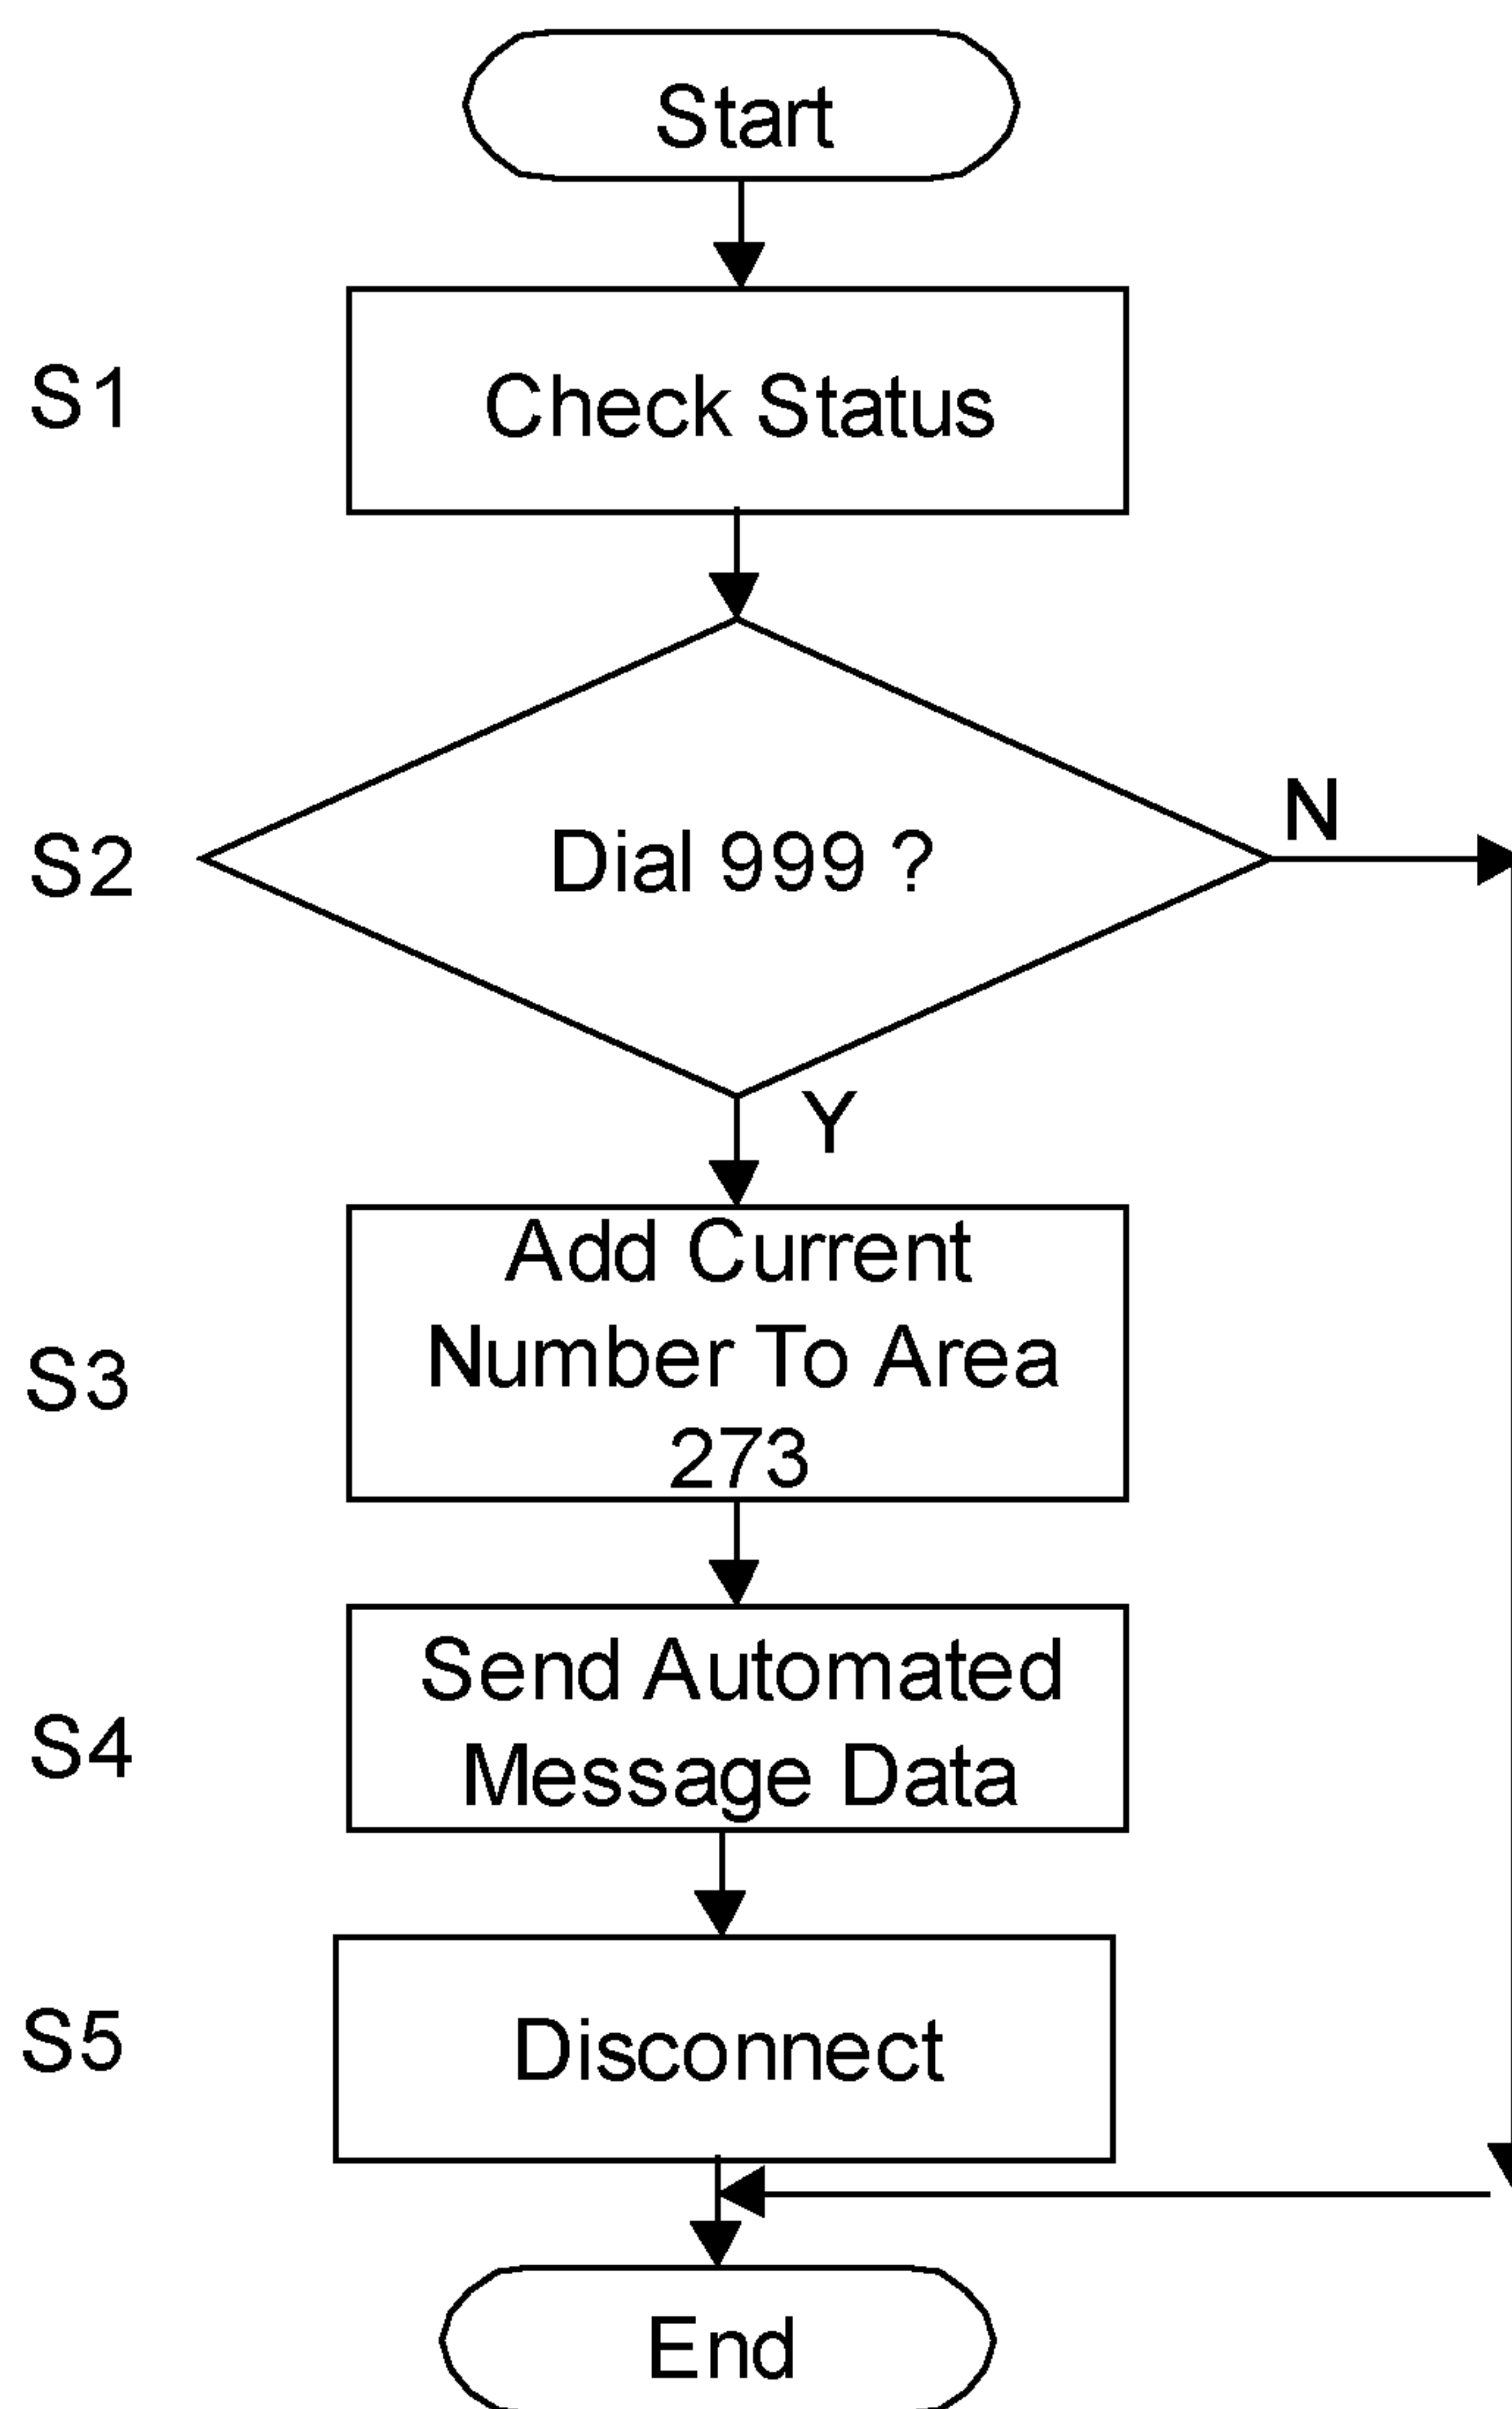 Start
S1
Check Status
S2
Dial 999 ?
N
Y
S3
Add Current
Number To Area
273
S4
Send Automated
Message Data
S5
Disconnect
End